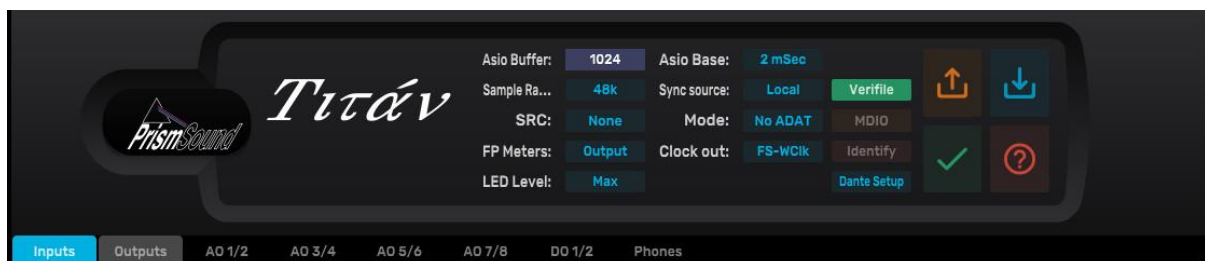 Asio Buffer: 1024 Asio Base: 2 mSec
Τιτάν
Sample Ra... 48k Sync source: Local Verifile
PrismSound
SRC: None Mode: No ADAT MDIO
FP Meters: Output Clock out: FS-WClk Identify
LED Level: Max Dante Setup
Inputs Outputs AO 1/2 AO 3/4 AO 5/6 AO 7/8 DO 1/2 Phones